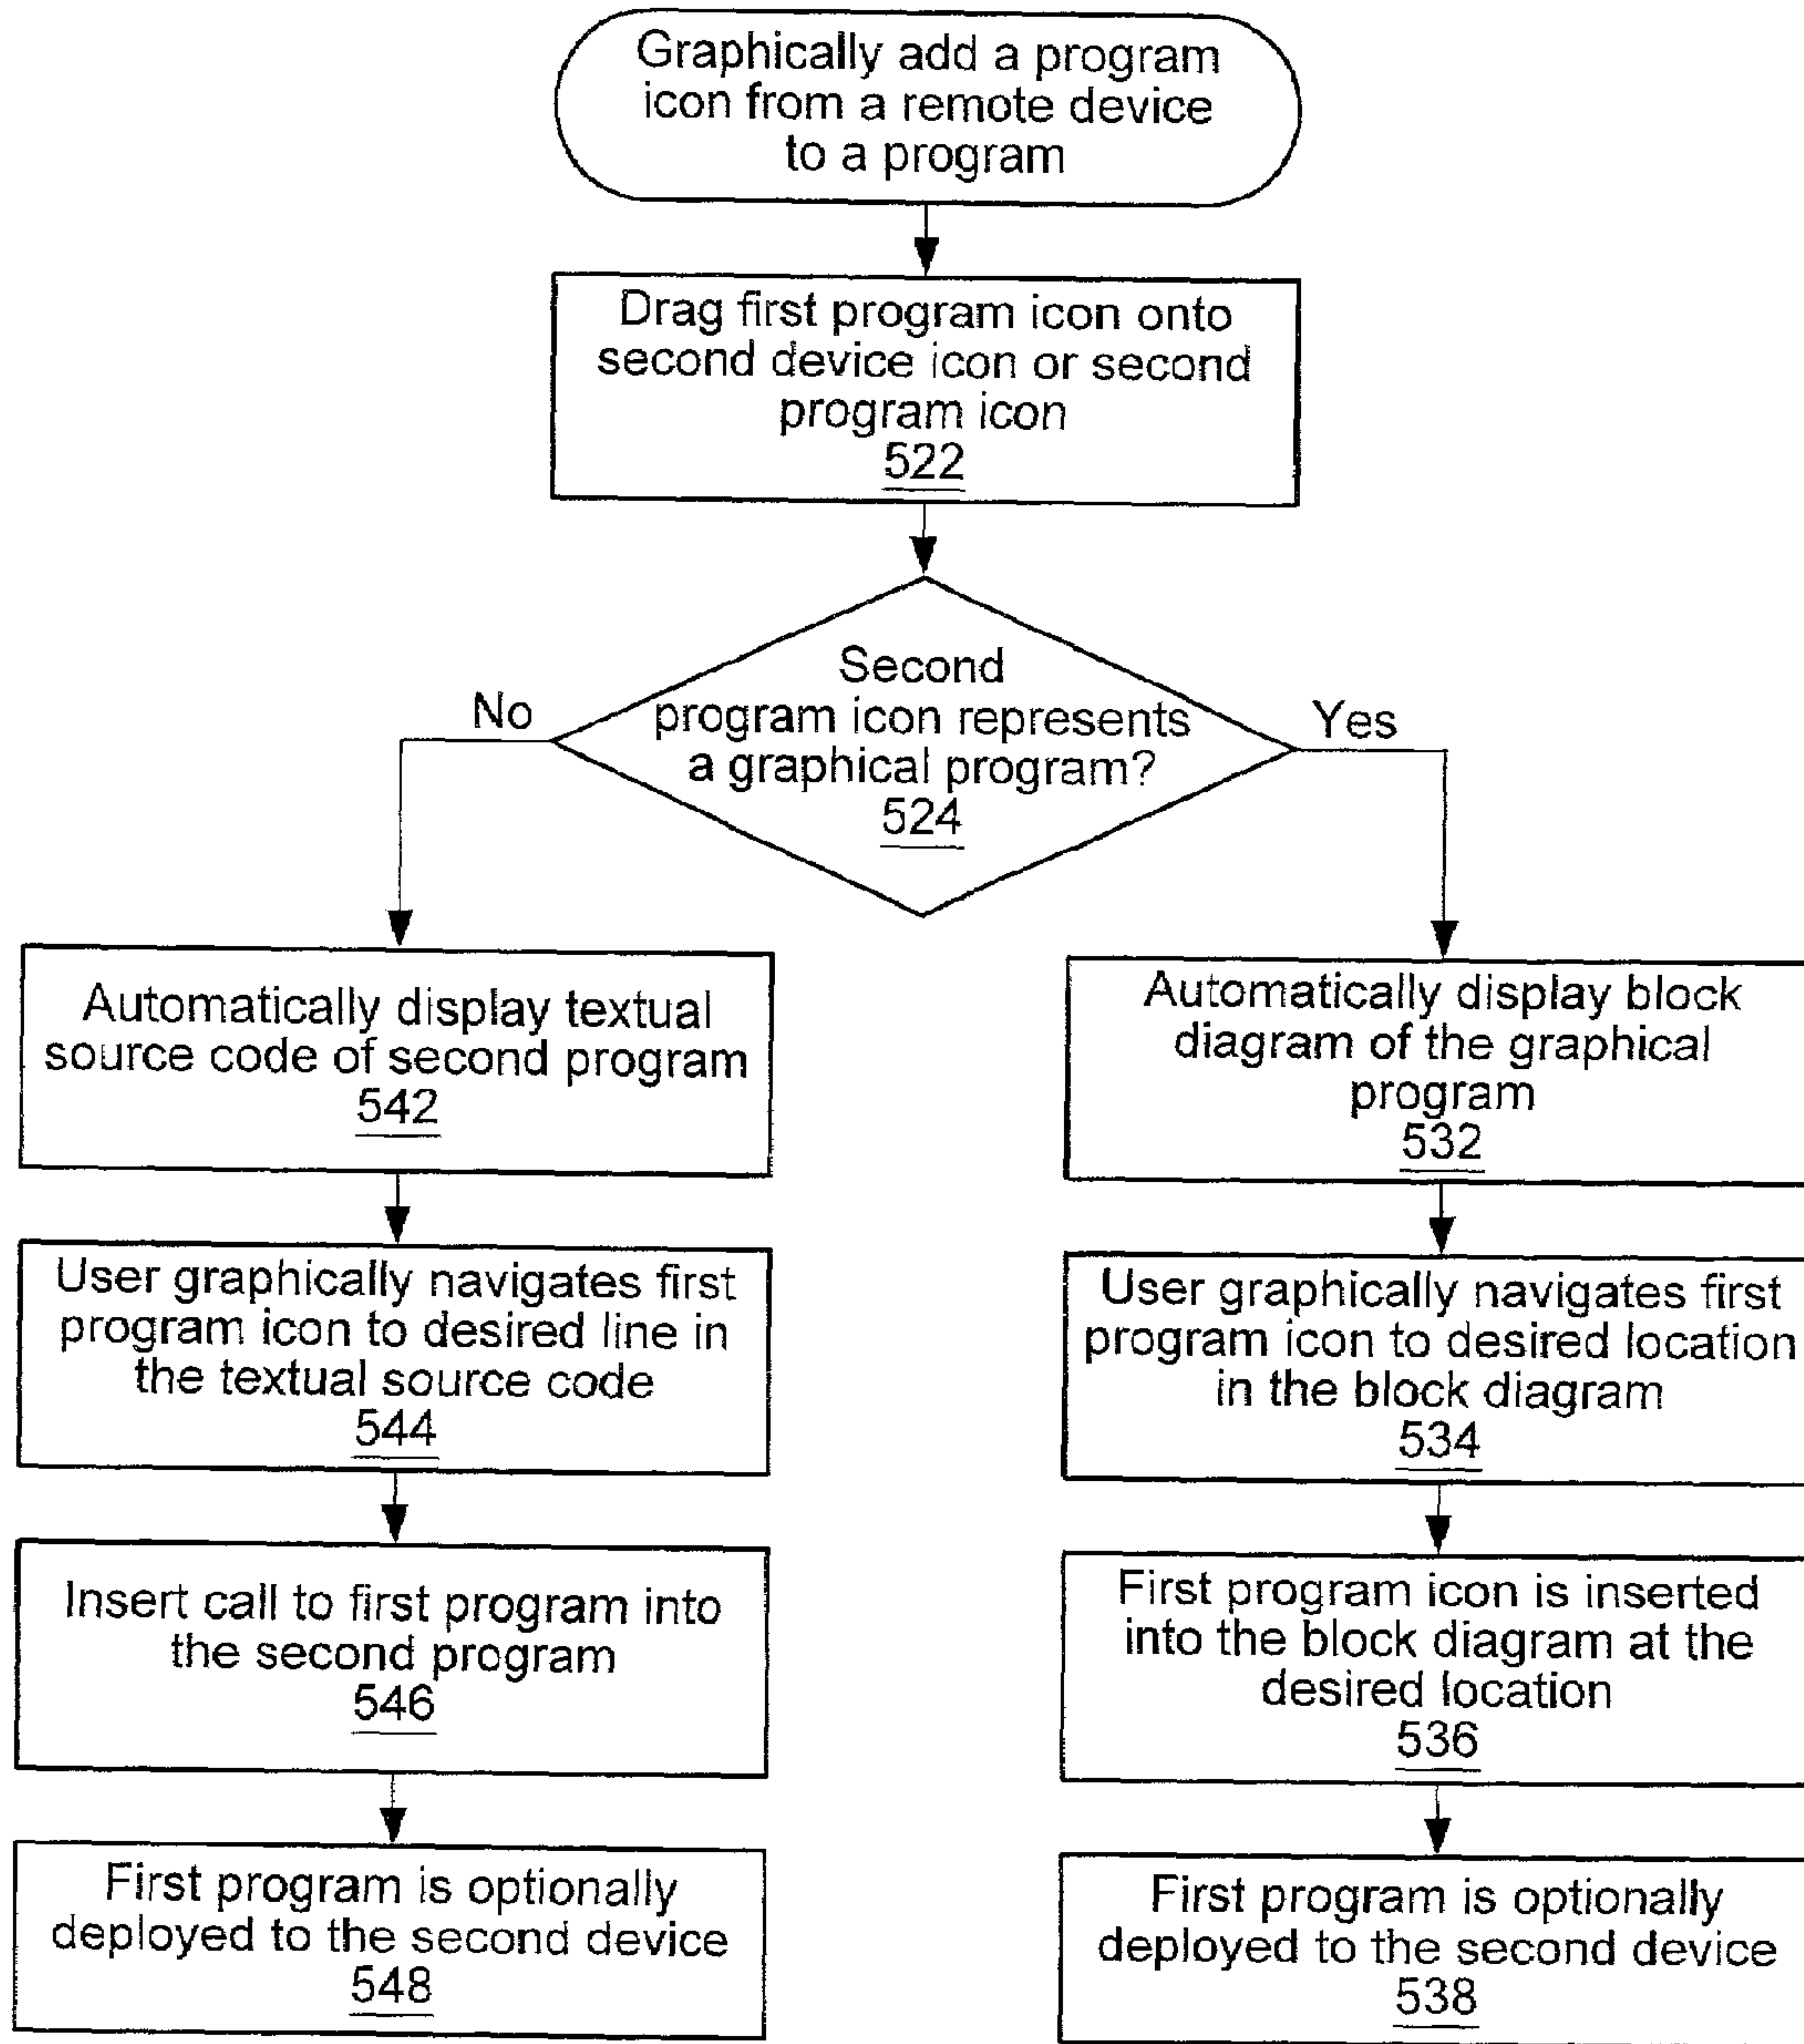 Graphically add a program
icon from a remote device
to a program
Drag first program icon onto
second device icon or second
program icon
522
Second
program icon represents
a graphical program?
524
No
Yes
Automatically display textual
source code of second program
542
User graphically navigates first
program icon to desired line in
the textual source code
544
Insert call to first program into
the second program
546
First program is optionally
deployed to the second device
548
Automatically display block
diagram of the graphical
program
532
User graphically navigates first
program icon to desired location
in the block diagram
534
First program icon is inserted
into the block diagram at the
desired location
536
First program is optionally
deployed to the second device
538